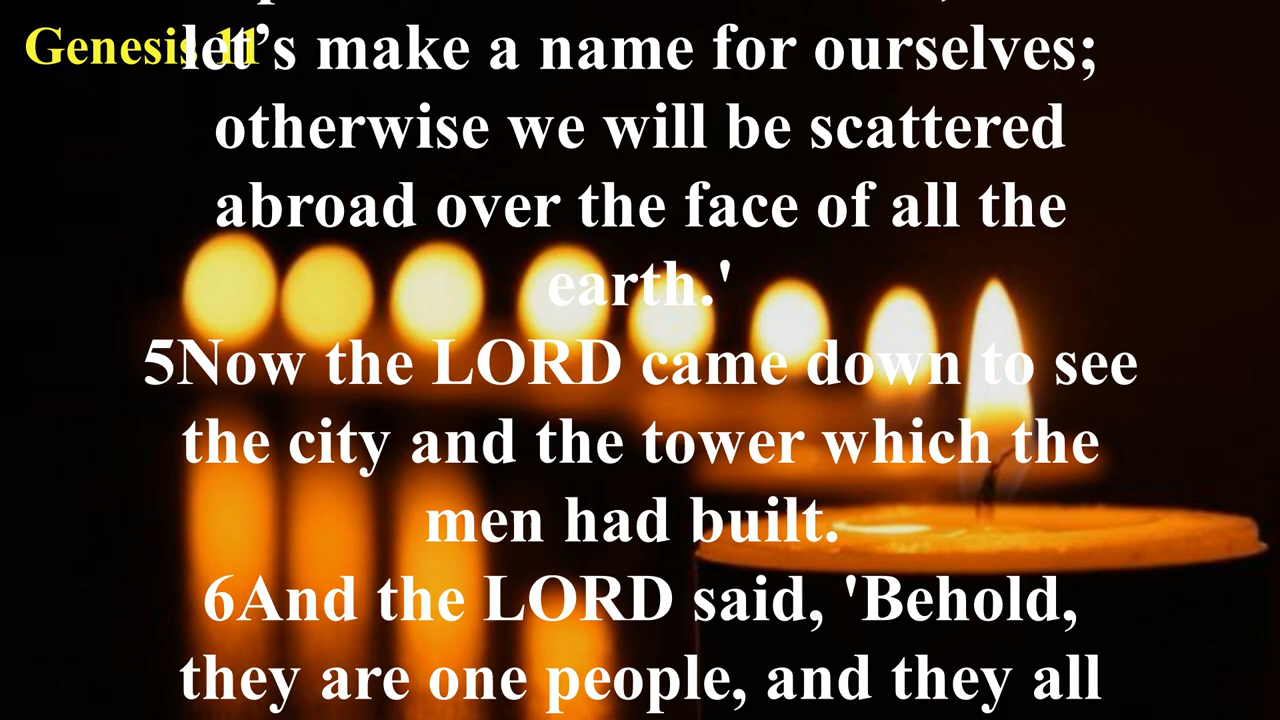 Genesis 11
let’s make a name for ourselves;
otherwise we will be scattered
abroad over the face of all the
earth.'
5Now the LORD came down to see
the city and the tower which the
men had built.
6And the LORD said, 'Behold,
they are one people, and they all